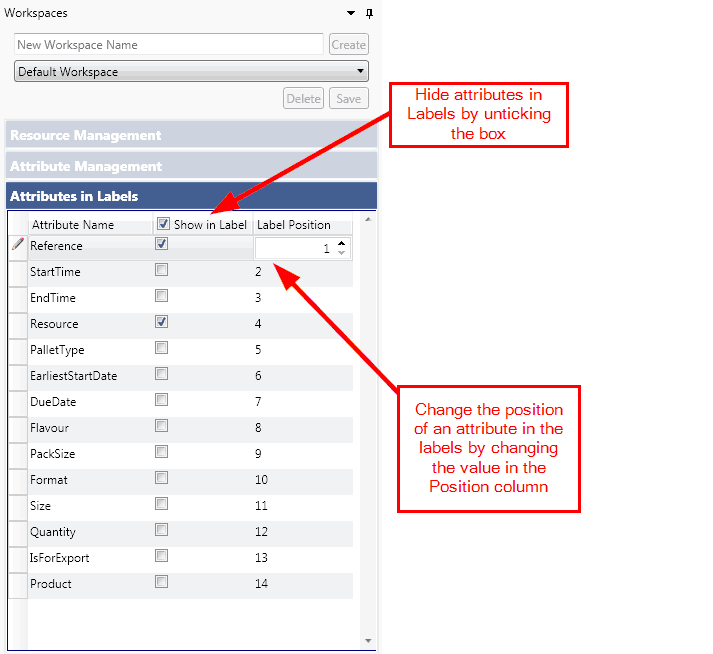 Workspaces
New Workspace Name Create
Default Workspace
Delete Save
Resource Management
Attribute Management
Attributes in Labels
Attribute Name Show in Label Label Position
Reference 1
StartTime 2
EndTime 3
Resource 4
PalletType 5
EarliestStartDate 6
DueDate 7
Flavour 8
PackSize 9
Format 10
Size 11
Quantity 12
IsForExport 13
Product 14
Hide attributes in
Labels by unticking
the box
Change the position
of an attribute in the
labels by changing
the value in the
Position column